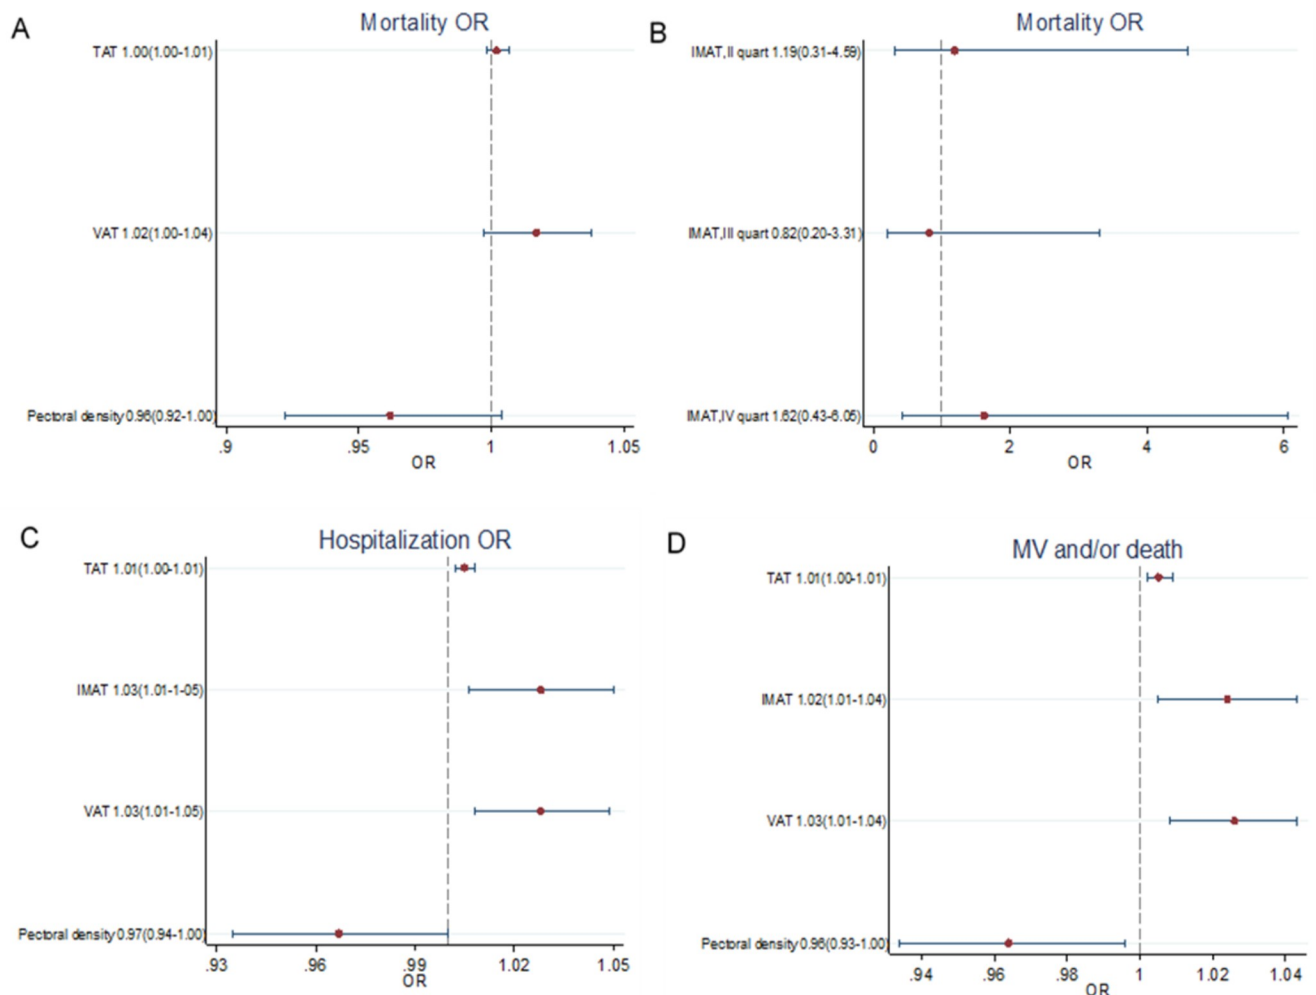 A
Mortality OR
TAT 1.00(1.00-1.01)
VAT 1.02(1.00-1.04)
Pectoral density 0.96(0.92-1.00)
.9 .95 1 1.05
OR
B
Mortality OR
IMAT,II quart 1.19(0.31-4.59)
IMAT,III quart 0.82(0.20-3.31)
IMAT,IV quart 1.62(0.43-6.05)
0 2 4 6
OR
C
Hospitalization OR
TAT 1.01(1.00-1.01)
IMAT 1.03(1.01-1-05)
VAT 1.03(1.01-1.05)
Pectoral density 0.97(0.94-1.00)
.93 .96 .99 1.02 1.05
OR
D
MV and/or death
TAT 1.01(1.00-1.01)
IMAT 1.02(1.01-1.04)
VAT 1.03(1.01-1.04)
Pectoral density 0.96(0.93-1.00)
.94 .96 .98 1 1.02 1.04
OR